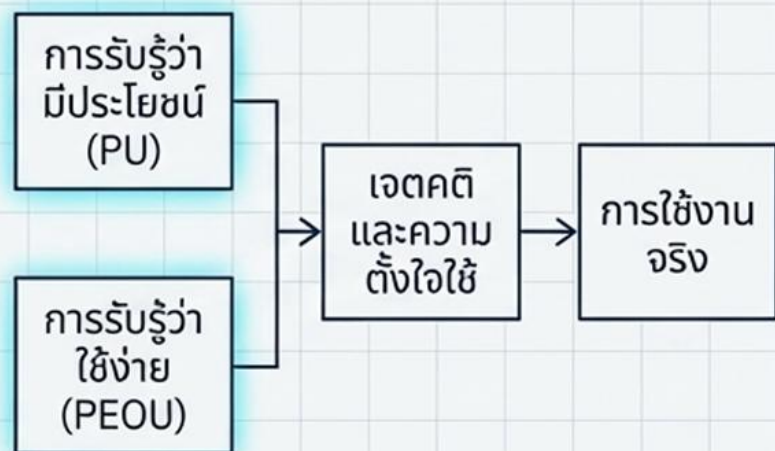 การรับรู้ว่า
มีประโยชน์
(PU)
เจตคติ
และความ
ตั้งใจใช้
การใช้งาน
จริง
การรับรู้ว่า
ใช้ง่าย
(PEOU)